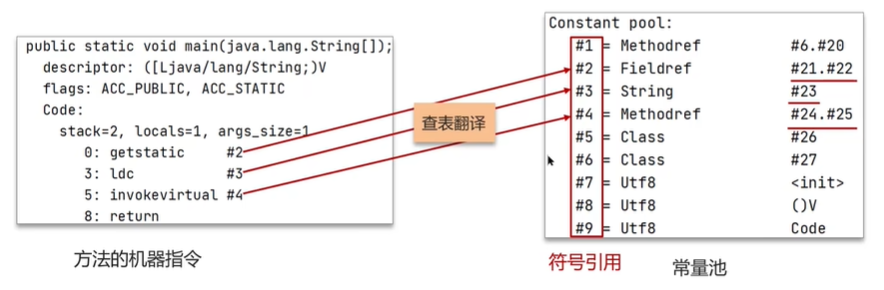 public static void main(java.lang.String[]);
descriptor: ([Ljava/lang/String;)V
flags: ACC_PUBLIC, ACC_STATIC
Code:
stack=2, locals=1, args_size=1
0: getstatic #2
3: ldc #3
5: invokevirtual #4
8: return
方法的机器指令
查表翻译
Constant pool:
#1 = Methodref #6.#20
#2 = Fieldref #21.#22
#3 = String #23
#4 = Methodref #24.#25
#5 = Class #26
#6 = Class #27
#7 = Utf8 <init>
#8 = Utf8 ()V
#9 = Utf8 Code
符号引用 常量池